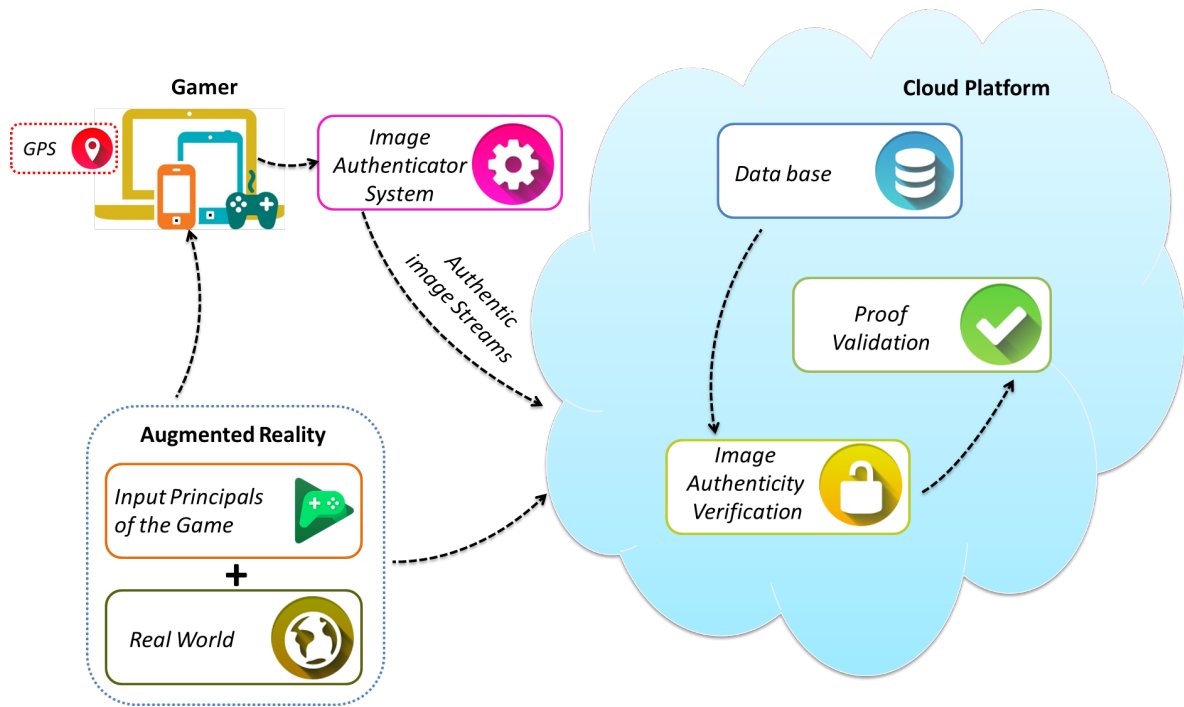 Gamer
GPS
Image
Authenticator
System
Authentic
image Streams
Augmented Reality
Input Principals
of the Game
+
Real World
Cloud Platform
Data base
Proof
Validation
Image
Authenticity
Verification